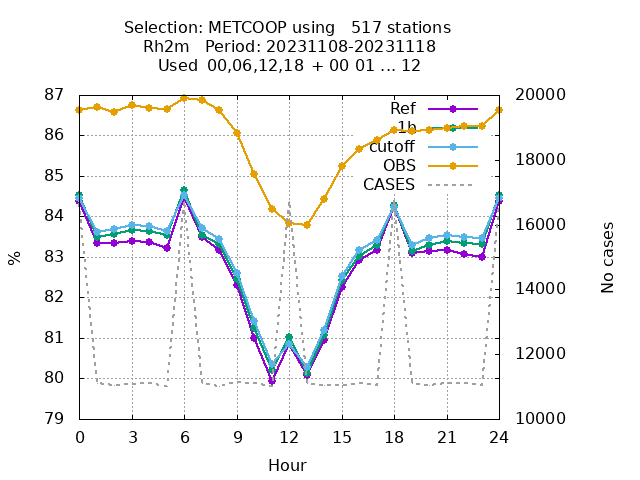 Selection: METCOOP using 517 stations
Rh2m Period: 20231108-20231118
Used 00,06,12,18 + 00 01 ... 12
87
86
85
84
83
82
81
80
79
%
20000
18000
16000
14000
12000
10000
No cases
Ref
1h
cutoff
OBS
CASES
0 3 6 9 12 15 18 21 24
Hour